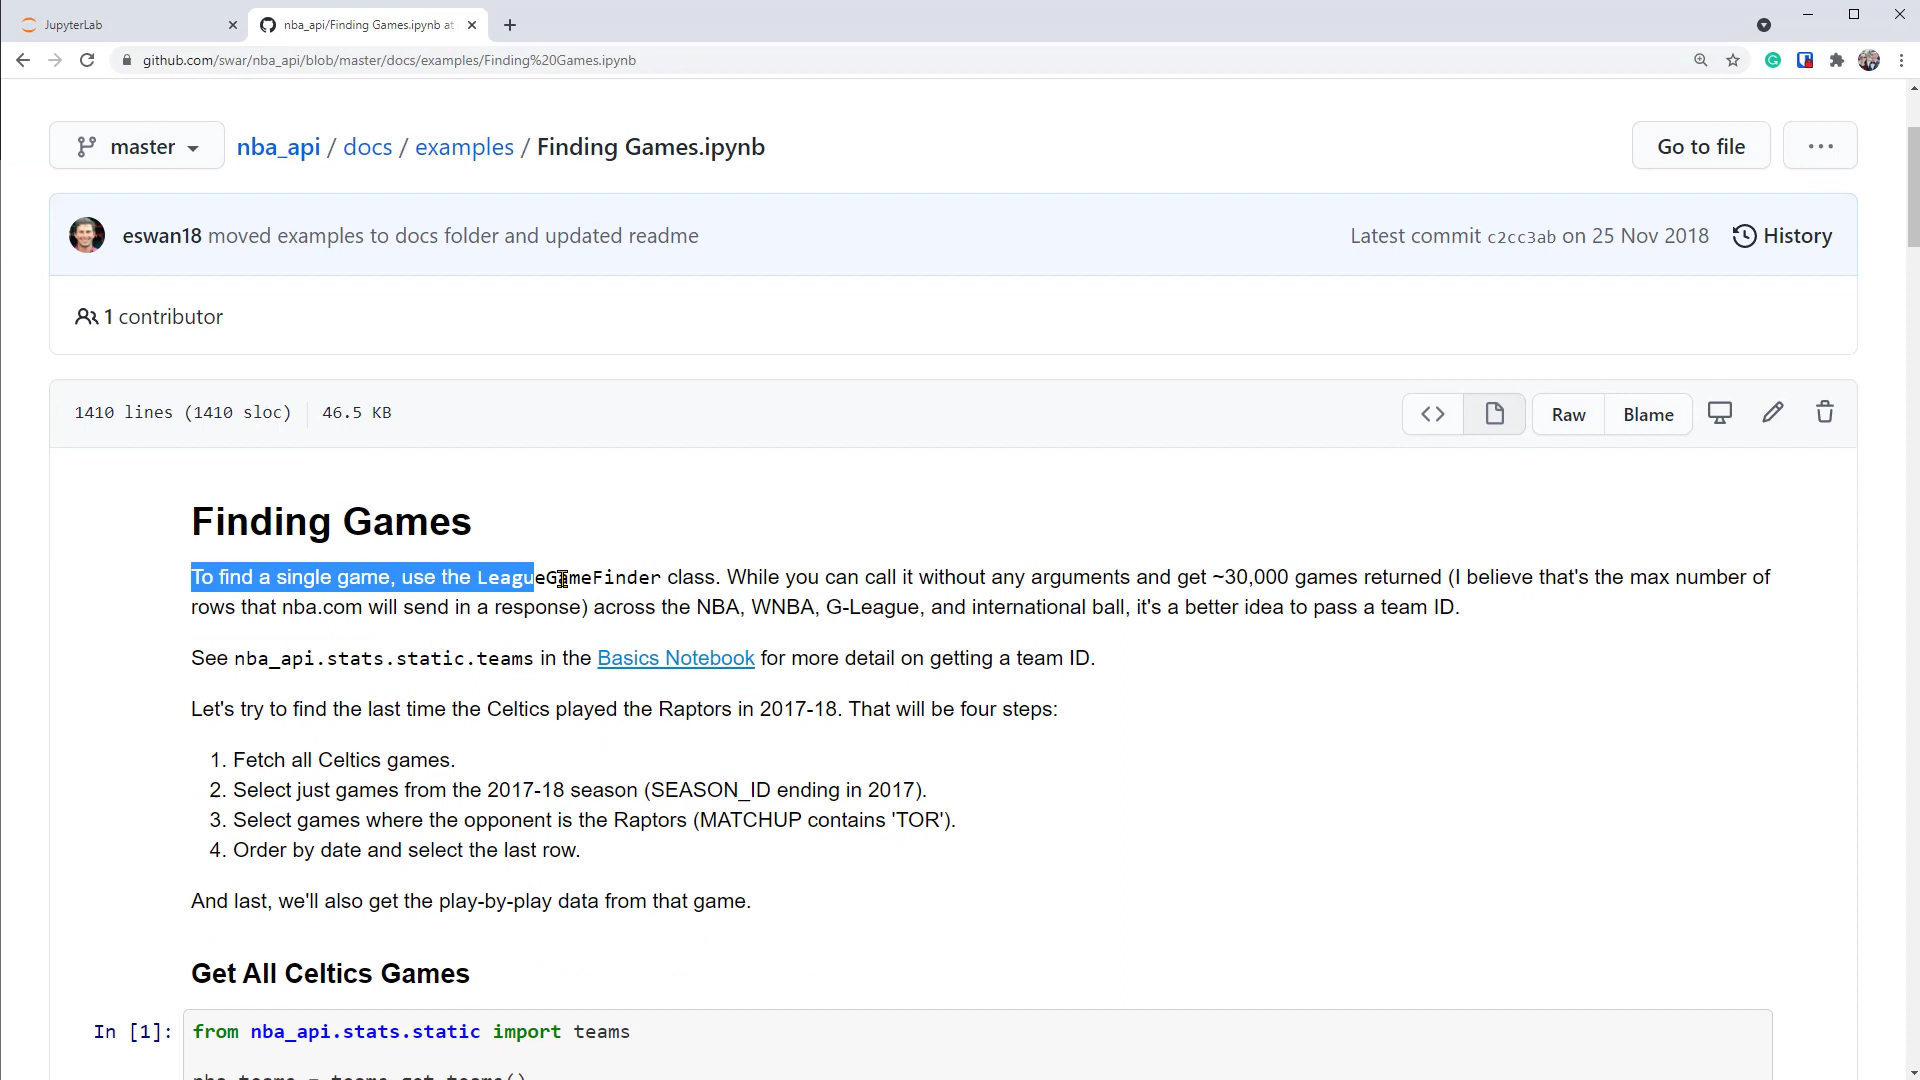 JupyterLab
nba_api/Finding Games.ipynb at
github.com/swar/nba_api/blob/master/docs/examples/Finding%20Games.ipynb
master
nba_api / docs / examples / Finding Games.ipynb
Go to file
eswan18 moved examples to docs folder and updated readme
Latest commit c2cc3ab on 25 Nov 2018
History
1 contributor
1410 lines (1410 sloc)
46.5 KB
Raw
Blame
Finding Games
To find a single game, use the LeagueGameFinder class. While you can call it without any arguments and get ~30,000 games returned (I believe that's the max number of
rows that nba.com will send in a response) across the NBA, WNBA, G-League, and international ball, it's a better idea to pass a team ID.
See nba_api.stats.static.teams in the Basics Notebook for more detail on getting a team ID.
Let's try to find the last time the Celtics played the Raptors in 2017-18. That will be four steps:
1. Fetch all Celtics games.
2. Select just games from the 2017-18 season (SEASON_ID ending in 2017).
3. Select games where the opponent is the Raptors (MATCHUP contains 'TOR').
4. Order by date and select the last row.
And last, we'll also get the play-by-play data from that game.
Get All Celtics Games
In [1]:
from nba_api.stats.static import teams
nba_teams = teams.get_teams()